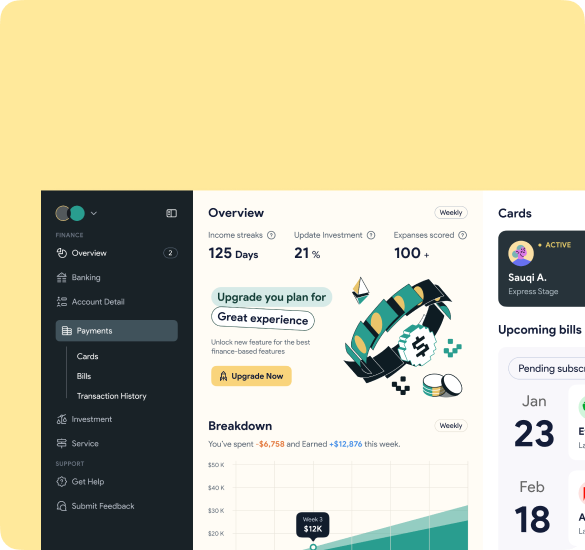 FINANCE
Overview
2
Banking
Account Detail
Payments
Cards
Bills
Transaction History
Investment
Service
SUPPORT
Get Help
Submit Feedback
Overview
Weekly
Income streaks ?
Update Investment ?
Expanses scored ?
125 Days
21 %
100 +
Upgrade you plan for
Great experience
Unlock new feature for the best
finance-based features
Upgrade Now
$
Breakdown
Weekly
You've spent -$6,758 and Earned +$12,876 this week.
$50 K
$40 K
$30 K
$20 K
Week 3
$12K
Cards
ACTIVE
Sauqi A.
Express Stage
Upcoming bills
Pending subscr
Jan
23
E
La
Feb
18
A
La